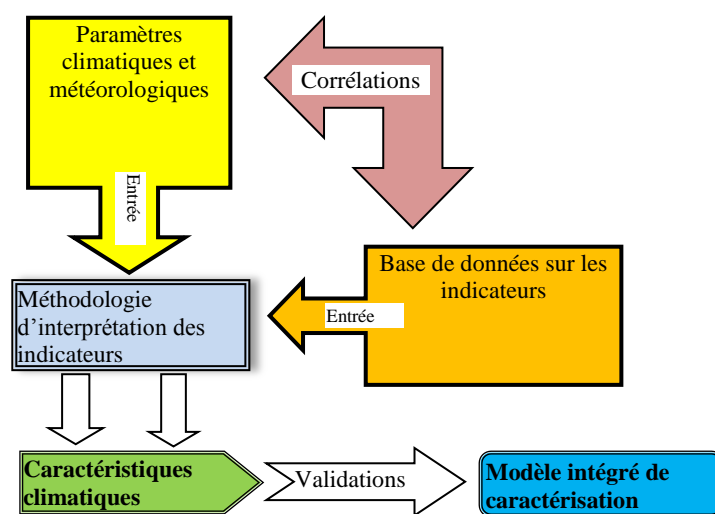 Paramètres
climatiques et
météorologiques
Corrélations
Entrée
Base de données sur les
indicateurs
Entrée
Méthodologie
d'interprétation des
indicateurs
Caractéristiques
climatiques
Validations
Modèle intégré de
caractérisation